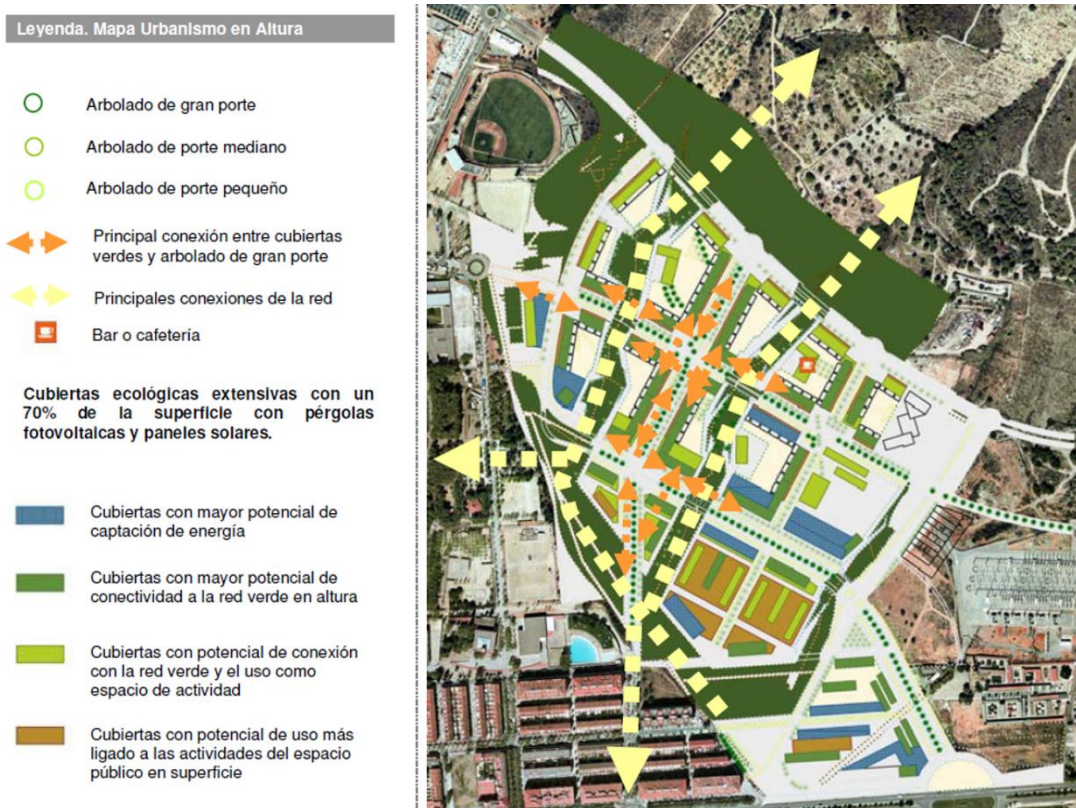 Leyenda. Mapa Urbanismo en Altura
Arbolado de gran porte
Arbolado de porte mediano
Arbolado de porte pequeño
Principal conexión entre cubiertas
verdes y arbolado de gran porte
Principales conexiones de la red
Bar o cafetería
Cubiertas ecológicas extensivas con un
70% de la superficie con pérgolas
fotovoltaicas y paneles solares.
Cubiertas con mayor potencial de
captación de energía
Cubiertas con mayor potencial de
conectividad a la red verde en altura
Cubiertas con potencial de conexión
con la red verde y el uso como
espacio de actividad
Cubiertas con potencial de uso más
ligado a las actividades del espacio
público en superficie